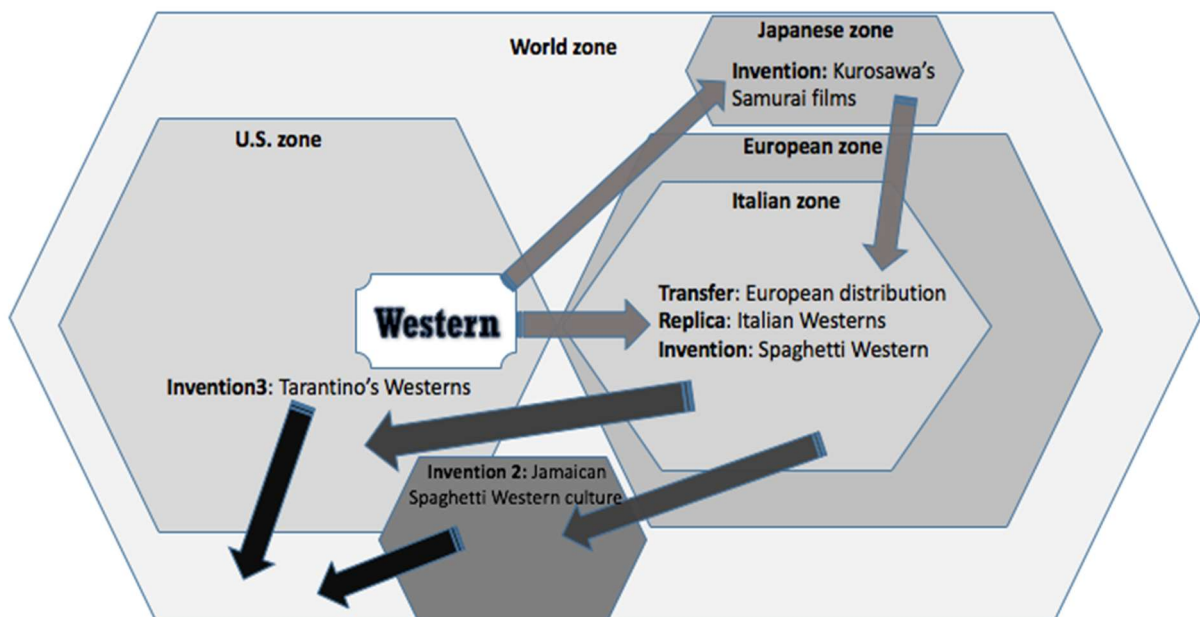 World zone
Japanese zone
Invention: Kurosawa's
Samurai films
U.S. zone
European zone
Italian zone
Western
Transfer: European distribution
Replica: Italian Westerns
Invention: Spaghetti Western
Invention3: Tarantino's Westerns
Invention 2: Jamaican
Spaghetti Western culture